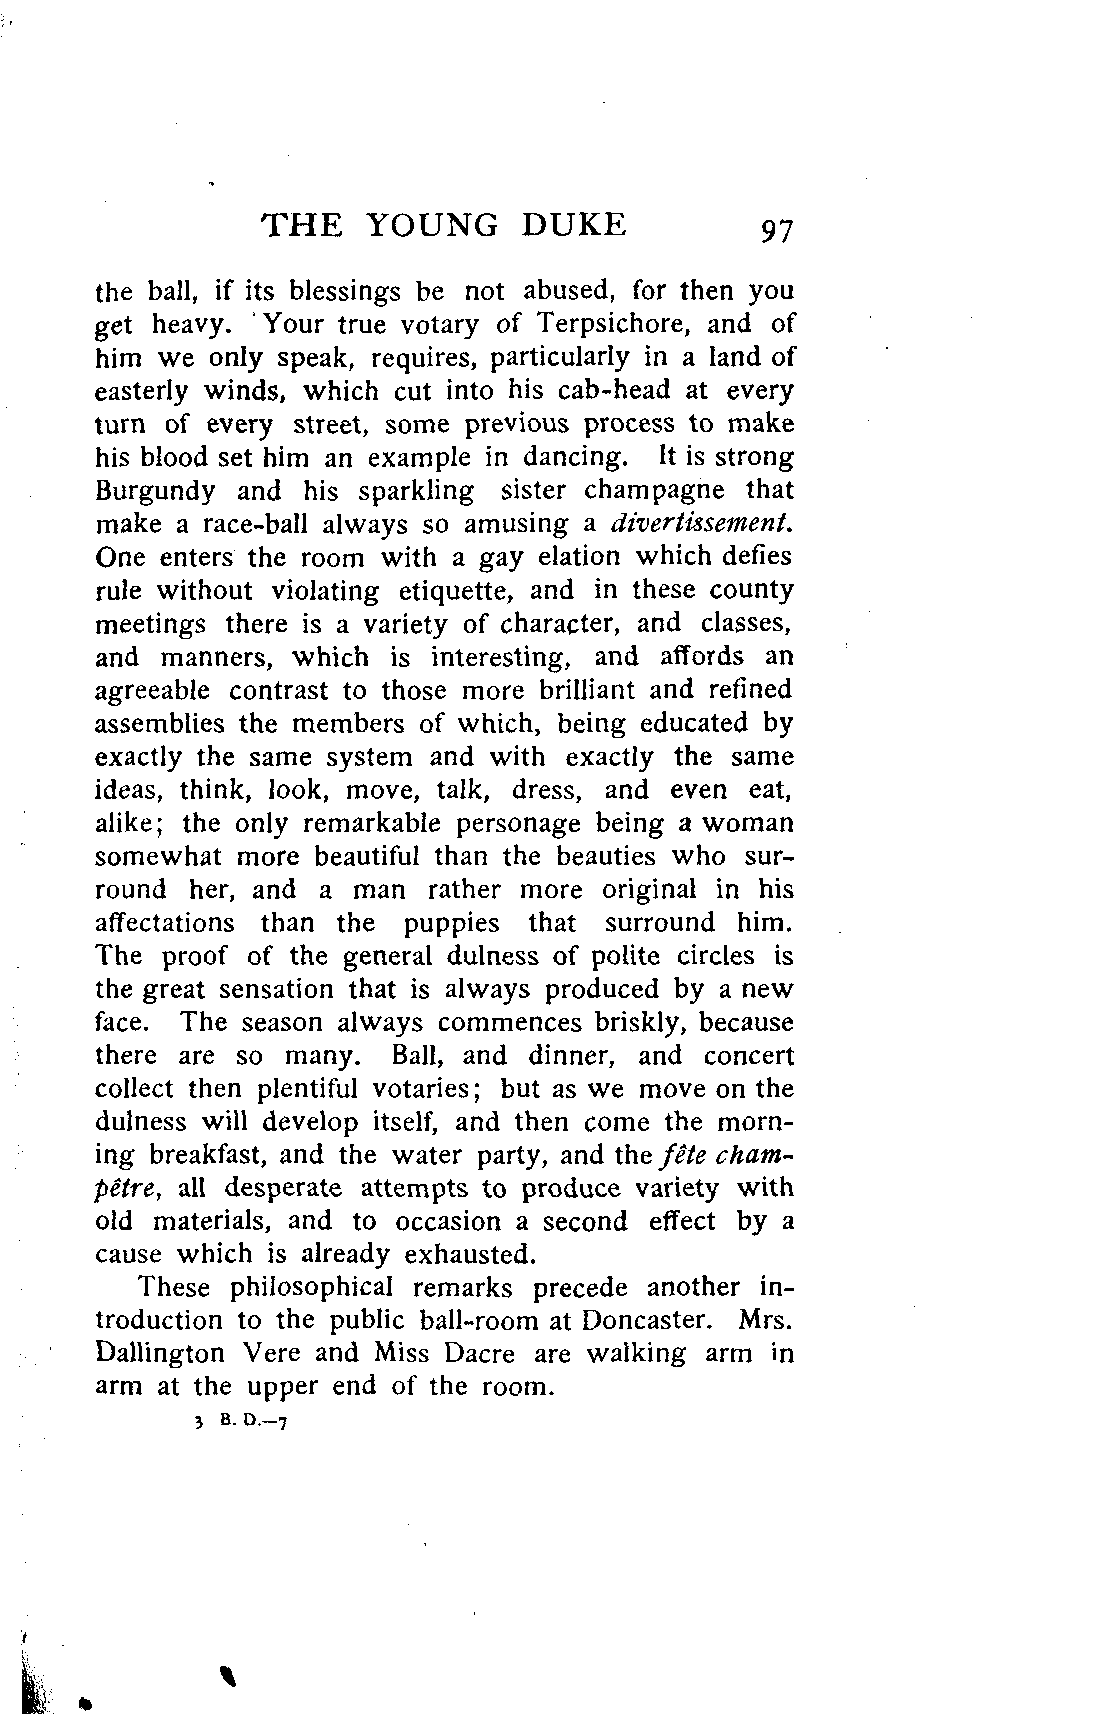 THE YOUNG DUKE 97
the ball, if its blessings be not abused, for then you
get heavy. Your true votary of Terpsichore, and of
him we only speak, requires, particularly in a land of
easterly winds, which cut into his cab-head at every
turn of every street, some previous process to make
his blood set him an example in dancing. It is strong
Burgundy and his sparkling sister champagne that
make a race-ball always so amusing a divertissement.
One enters the room with a gay elation which defies
rule without violating etiquette, and in these county
meetings there is a variety of character, and classes,
and manners, which is interesting, and affords an
agreeable contrast to those more brilliant and refined
assemblies the members of which, being educated by
exactly the same system and with exactly the same
ideas, think, look, move, talk, dress, and even eat,
alike; the only remarkable personage being a woman
somewhat more beautiful than the beauties who sur-
round her, and a man rather more original in his
affectations than the puppies that surround him.
The proof of the general dulness of polite circles is
the great sensation that is always produced by a new
face. The season always commences briskly, because
there are so many. Ball, and dinner, and concert
collect then plentiful votaries; but as we move on the
dulness will develop itself, and then come the morn-
ing breakfast, and the water party, and the fête cham-
pêtre, all desperate attempts to produce variety with
old materials, and to occasion a second effect by a
cause which is already exhausted.
These philosophical remarks precede another in-
troduction to the public ball-room at Doncaster. Mrs.
Dallington Vere and Miss Dacre are walking arm in
arm at the upper end of the room.
3 B. D.—7